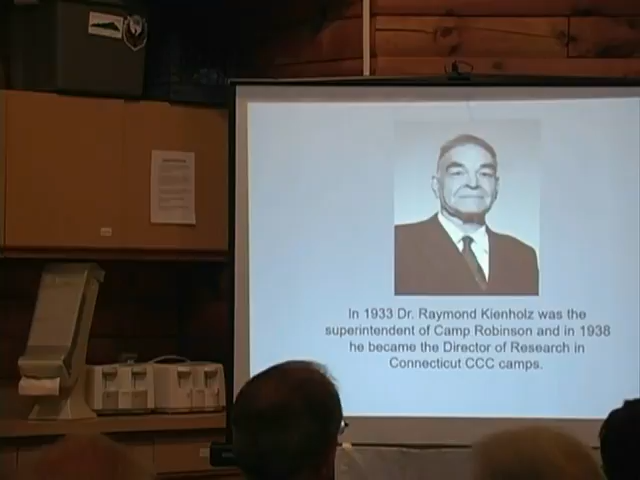 In 1933 Dr. Raymond Kienholz was the
superintendent of Camp Robinson and in 1938
he became the Director of Research in
Connecticut CCC camps.